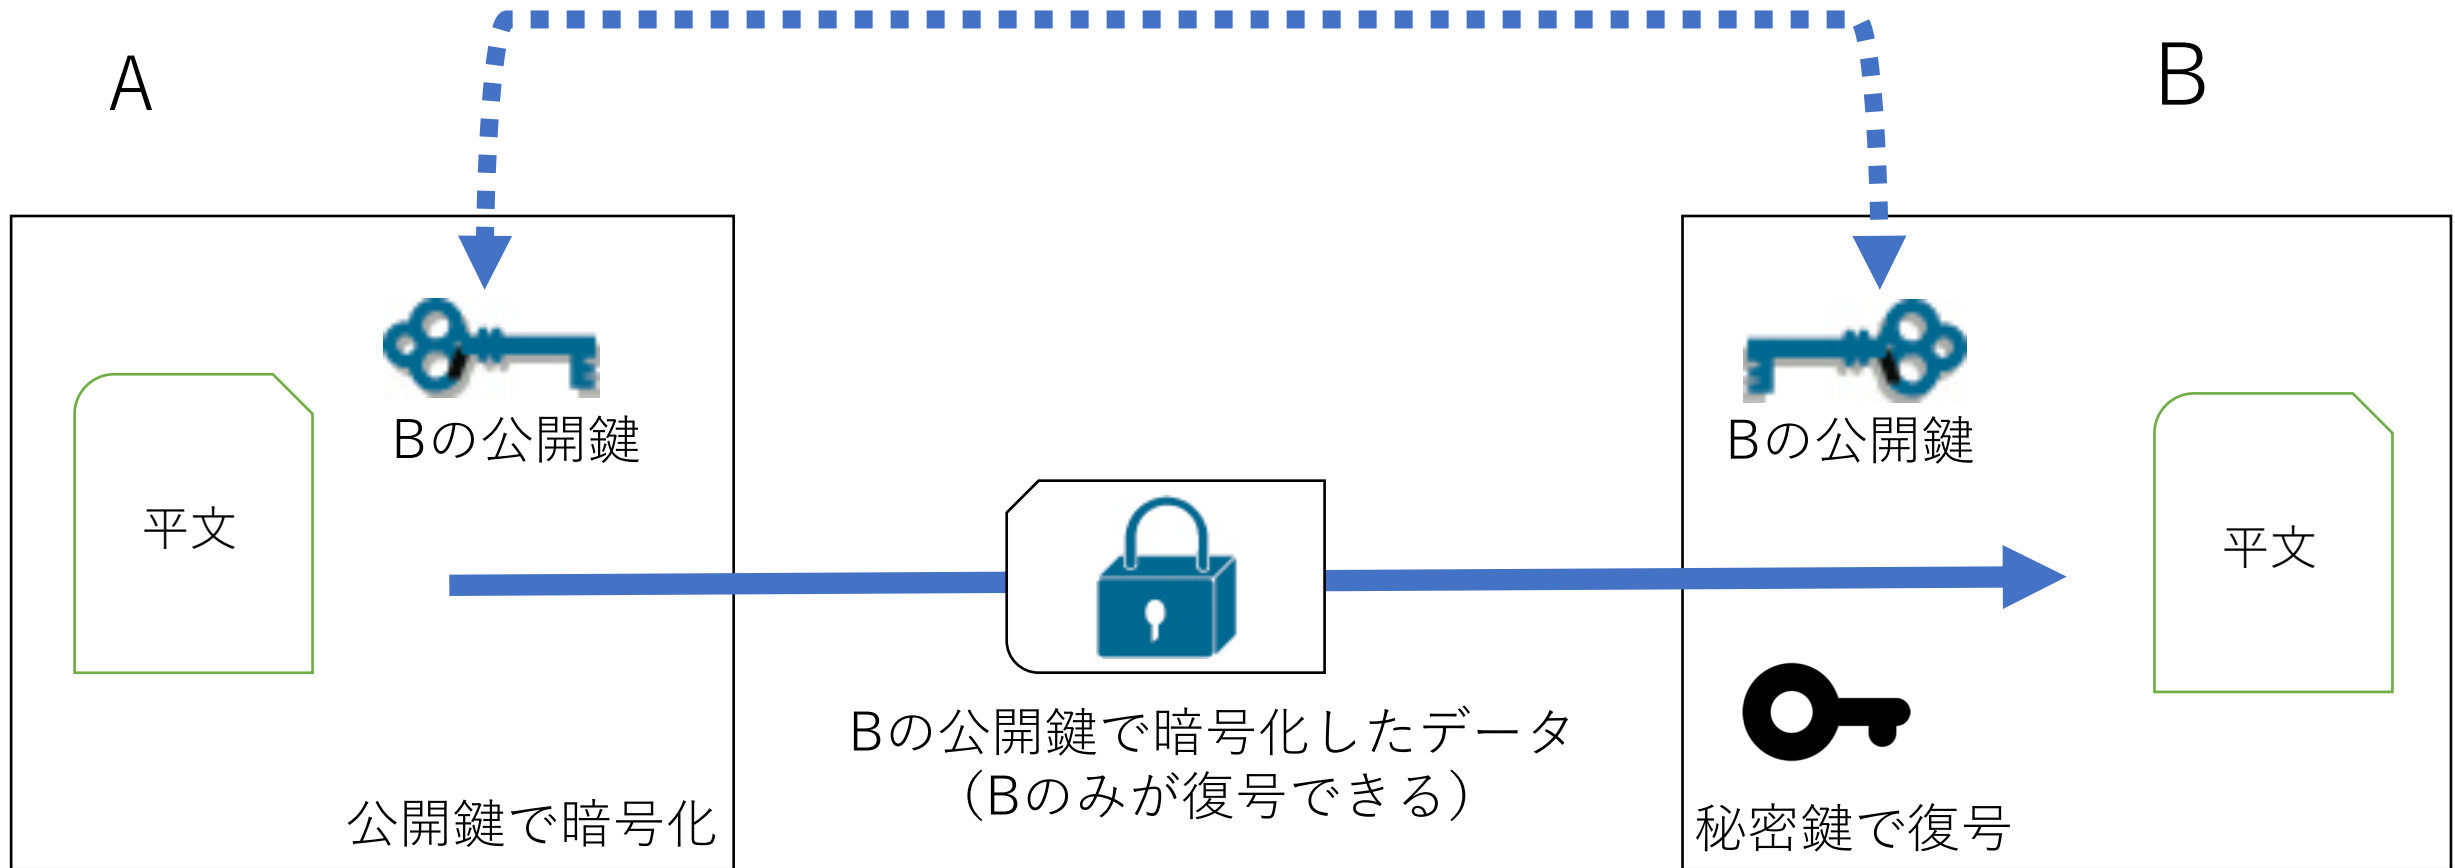 A
B
Bの公開鍵
平文
公開鍵で暗号化
Bの公開鍵で暗号化したデータ
（Bのみが復号できる）
Bの公開鍵
平文
秘密鍵で復号